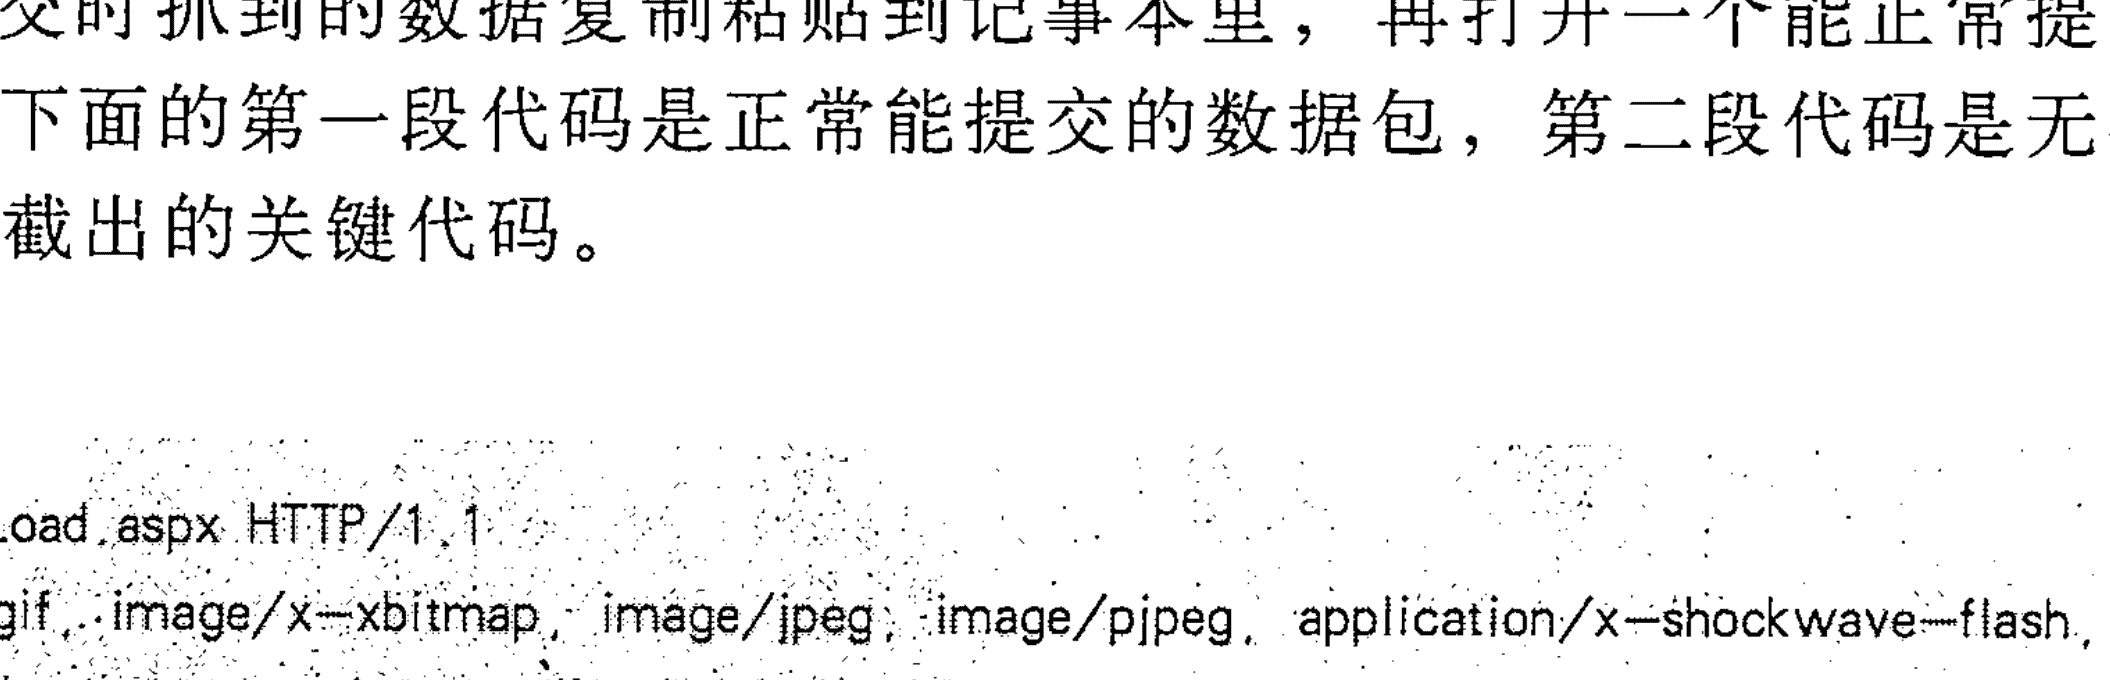 交时抓到的数据复制粘贴到记事本里，再打开一个能正常提
下面的第一段代码是正常能提交的数据包，第二段代码是无
截出的关键代码。
oad.aspx HTTP/1.1
gif, image/x-xbitmap, image/jpeg, image/pjpeg, application/x-shockwave-flash,